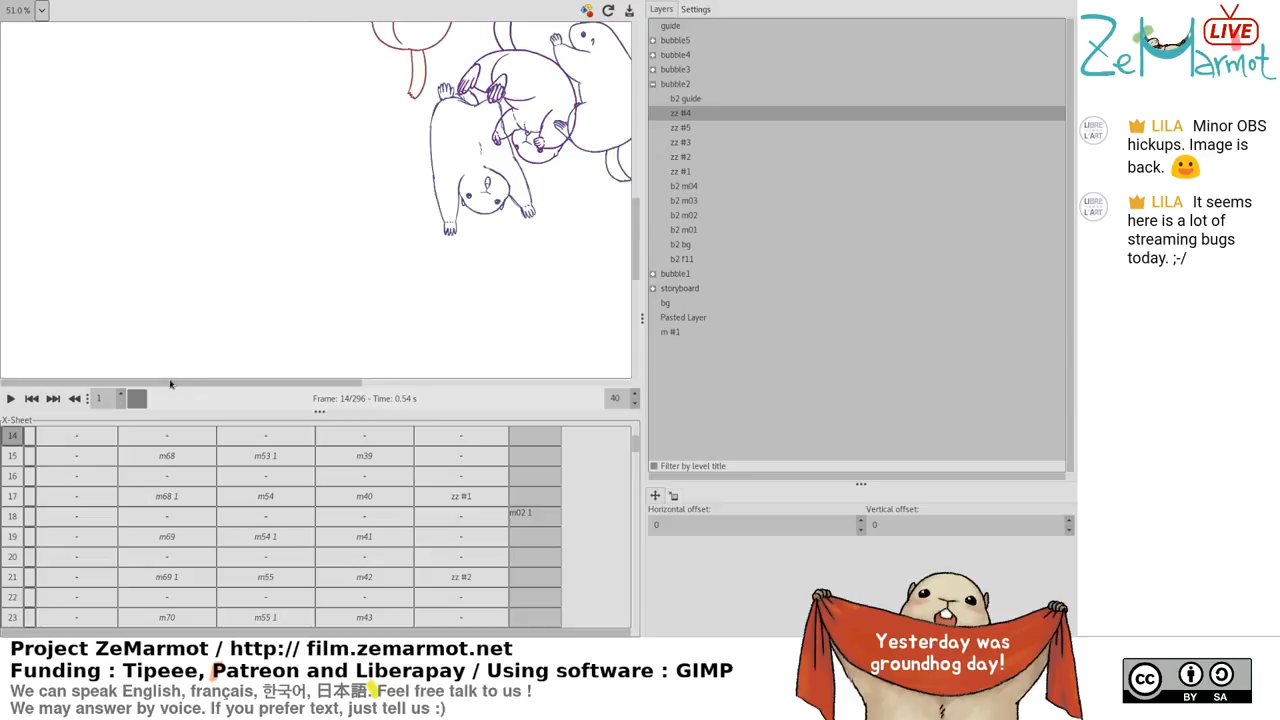 51.0 %
Layers Settings
guide
bubble5
bubble4
bubble3
bubble2
b2 guide
zz #4
zz #5
zz #3
zz #2
zz #1
b2 m04
b2 m03
b2 m02
b2 m01
b2 bg
b2 f11
bubble1
storyboard
bg
Pasted Layer
m #1
Filter by level title
Horizontal offset: Vertical offset:
0 0
1 Frame: 14/296 - Time: 0.54 s 40
X-Sheet
14 - - - - -
15 - m68 m53 1 m39 -
16 - - - - -
17 - m68 1 m54 m40 zz #1
18 - - - - - m02 1
19 - m69 m54 1 m41 -
20 - - - - -
21 - m69 1 m55 m42 zz #2
22 - - - - -
23 - m70 m55 1 m43 -
ZeMarmot
LIVE
LIBRE
L'ART
LILA Minor OBS
hickups. Image is
back.
LIBRE
L'ART
LILA It seems
here is a lot of
streaming bugs
today. ;-/
Yesterday was
groundhog day!
Project ZeMarmot / http:// film.zemarmot.net
Funding : Tipeee, Patreon and Liberapay / Using software : GIMP
We can speak English, français, 한국어, 日本語. Feel free talk to us !
We may answer by voice. If you prefer text, just tell us :)
cc
BY SA